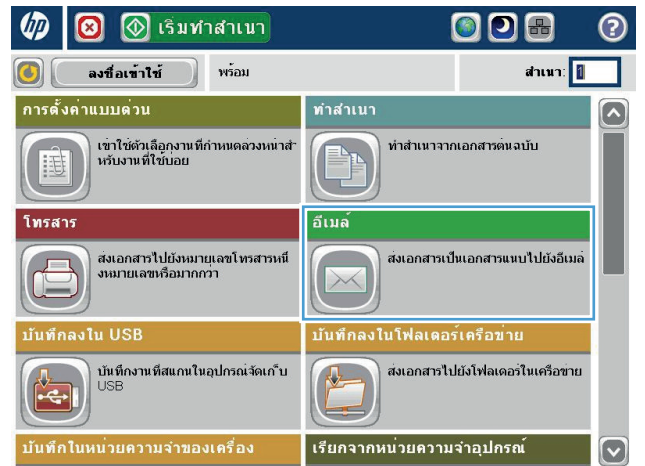 hp
เริ่มทำสำเนา
?
ลงชื่อเข้าใช้
พร้อม
สำเนา: 1
การตั้งค่าแบบด่วน
เข้าใช้ตัวเลือกงานที่กำหนดล่วงหน้าสำ
หรับงานที่ใช้บ่อย
ทำสำเนา
ทำสำเนาจากเอกสารต้นฉบับ
โทรสาร
ส่งเอกสารไปยังหมายเลขโทรสารหนึ่
งหมายเลขหรือมากกว่า
อีเมล์
ส่งเอกสารเป็นเอกสารแนบไปยังอีเมล์
บันทึกลงใน USB
บันทึกงานที่สแกนในอุปกรณ์จัดเก็บ
USB
บันทึกลงในโฟลเดอร์เครือข่าย
ส่งเอกสารไปยังโฟลเดอร์ในเครือข่าย
บันทึกในหน่วยความจำของเครื่อง
เรียกจากหน่วยความจำอุปกรณ์